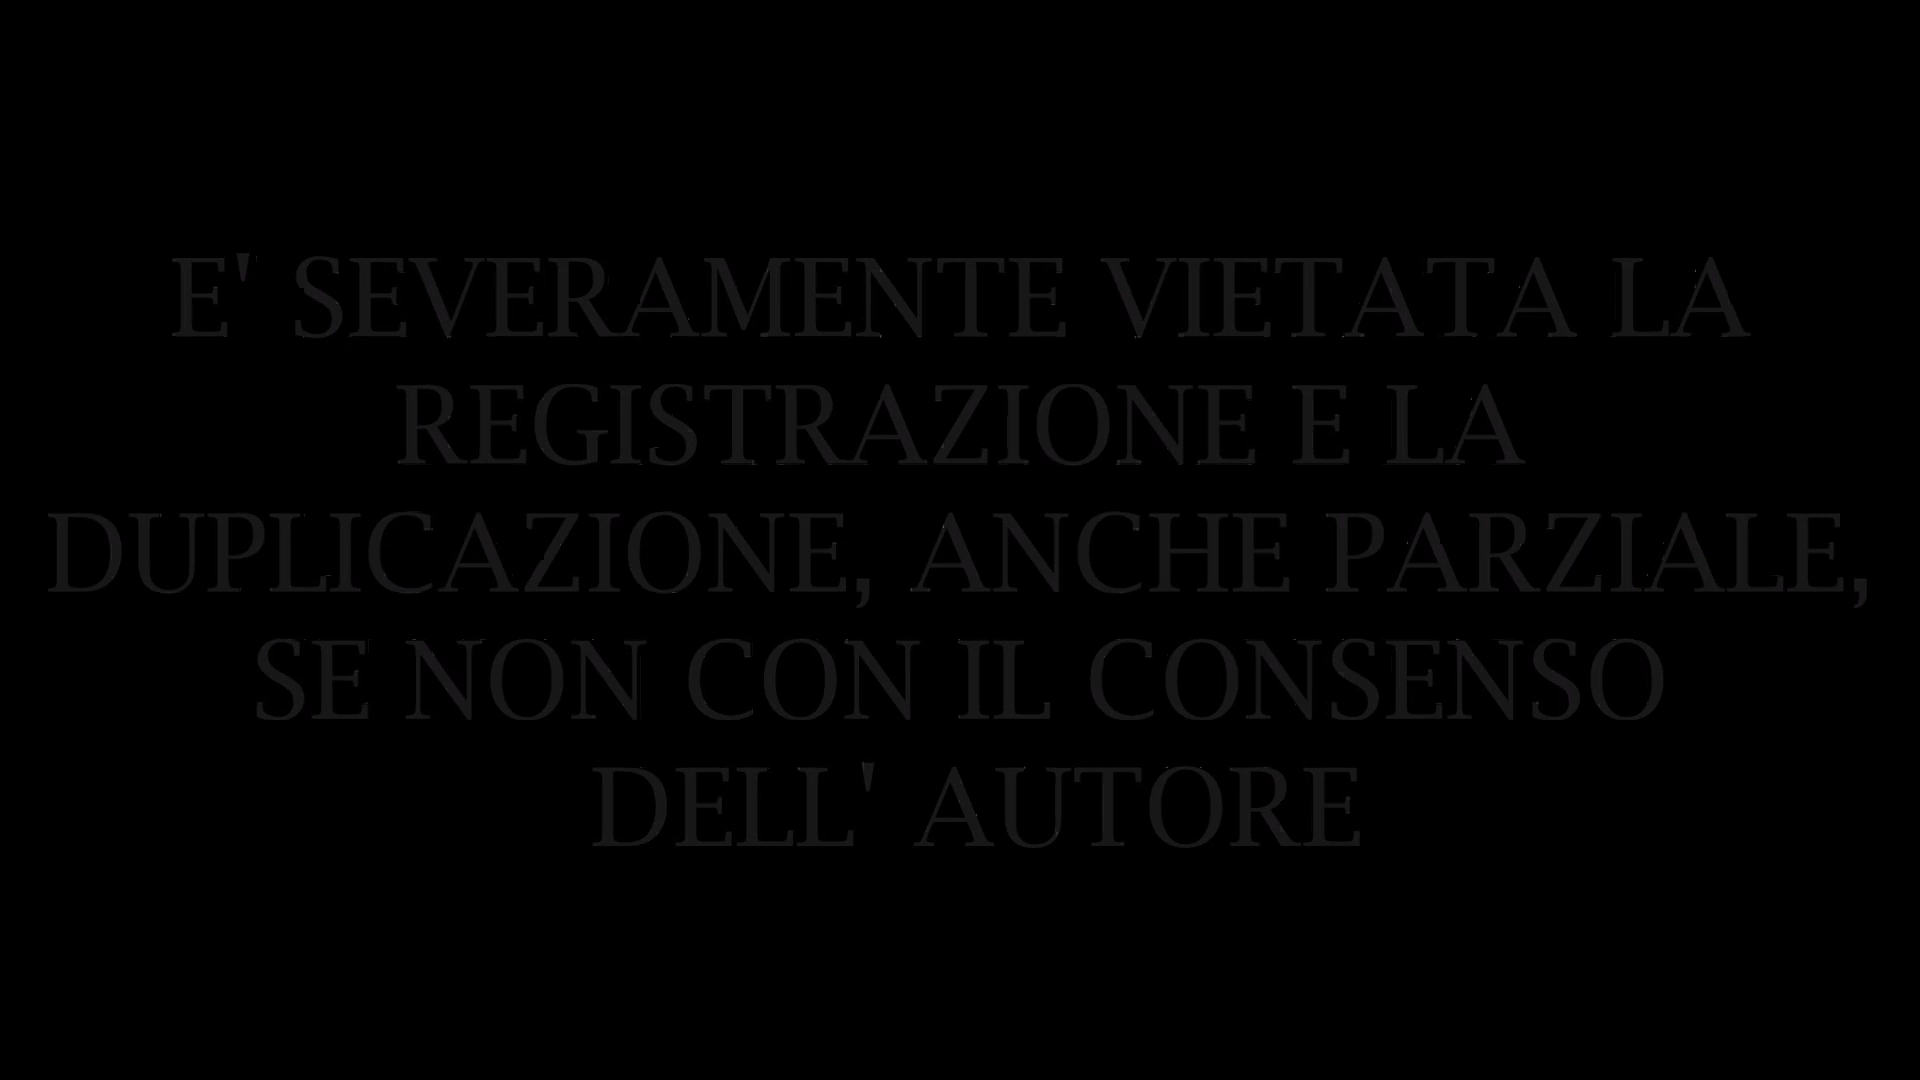 E' SEVERAMENTE VIETATA LA
REGISTRAZIONE E LA
DUPLICAZIONE, ANCHE PARZIALE,
SE NON CON IL CONSENSO
DELL' AUTORE